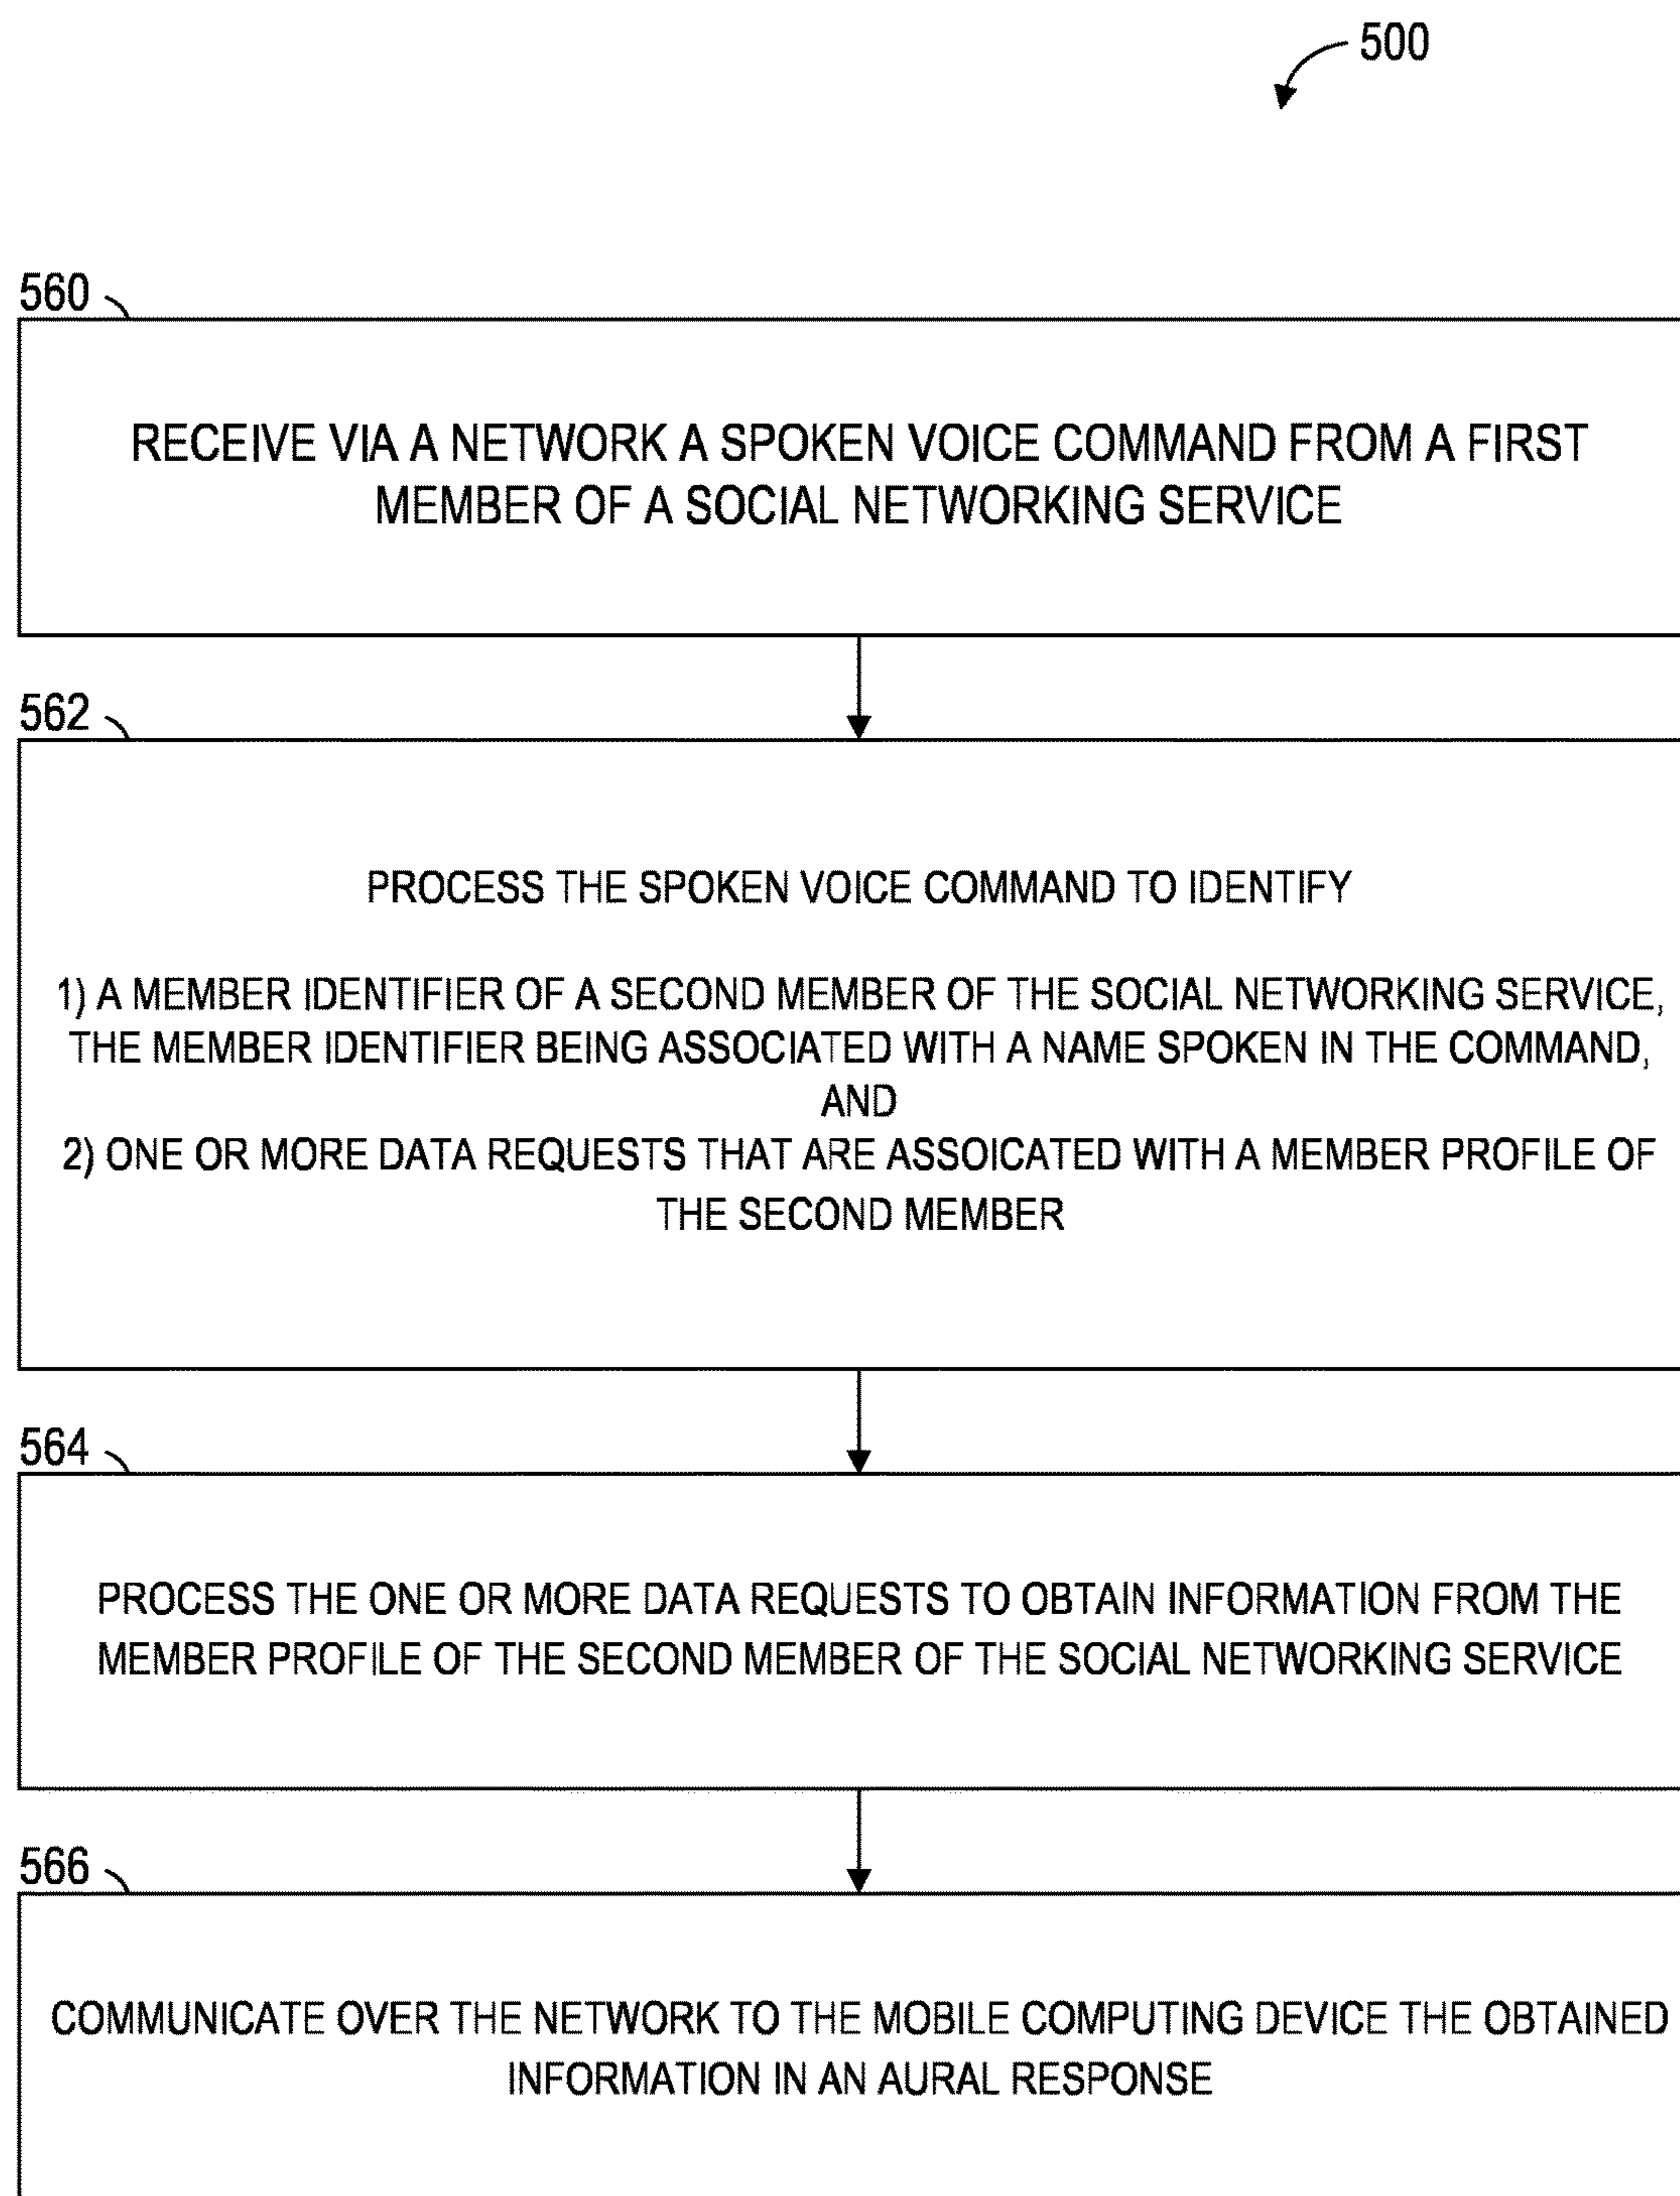 500
560
RECEIVE VIA A NETWORK A SPOKEN VOICE COMMAND FROM A FIRST
MEMBER OF A SOCIAL NETWORKING SERVICE
562
PROCESS THE SPOKEN VOICE COMMAND TO IDENTIFY
1) A MEMBER IDENTIFIER OF A SECOND MEMBER OF THE SOCIAL NETWORKING SERVICE,
THE MEMBER IDENTIFIER BEING ASSOCIATED WITH A NAME SPOKEN IN THE COMMAND,
AND
2) ONE OR MORE DATA REQUESTS THAT ARE ASSOICATED WITH A MEMBER PROFILE OF
THE SECOND MEMBER
564
PROCESS THE ONE OR MORE DATA REQUESTS TO OBTAIN INFORMATION FROM THE
MEMBER PROFILE OF THE SECOND MEMBER OF THE SOCIAL NETWORKING SERVICE
566
COMMUNICATE OVER THE NETWORK TO THE MOBILE COMPUTING DEVICE THE OBTAINED
INFORMATION IN AN AURAL RESPONSE